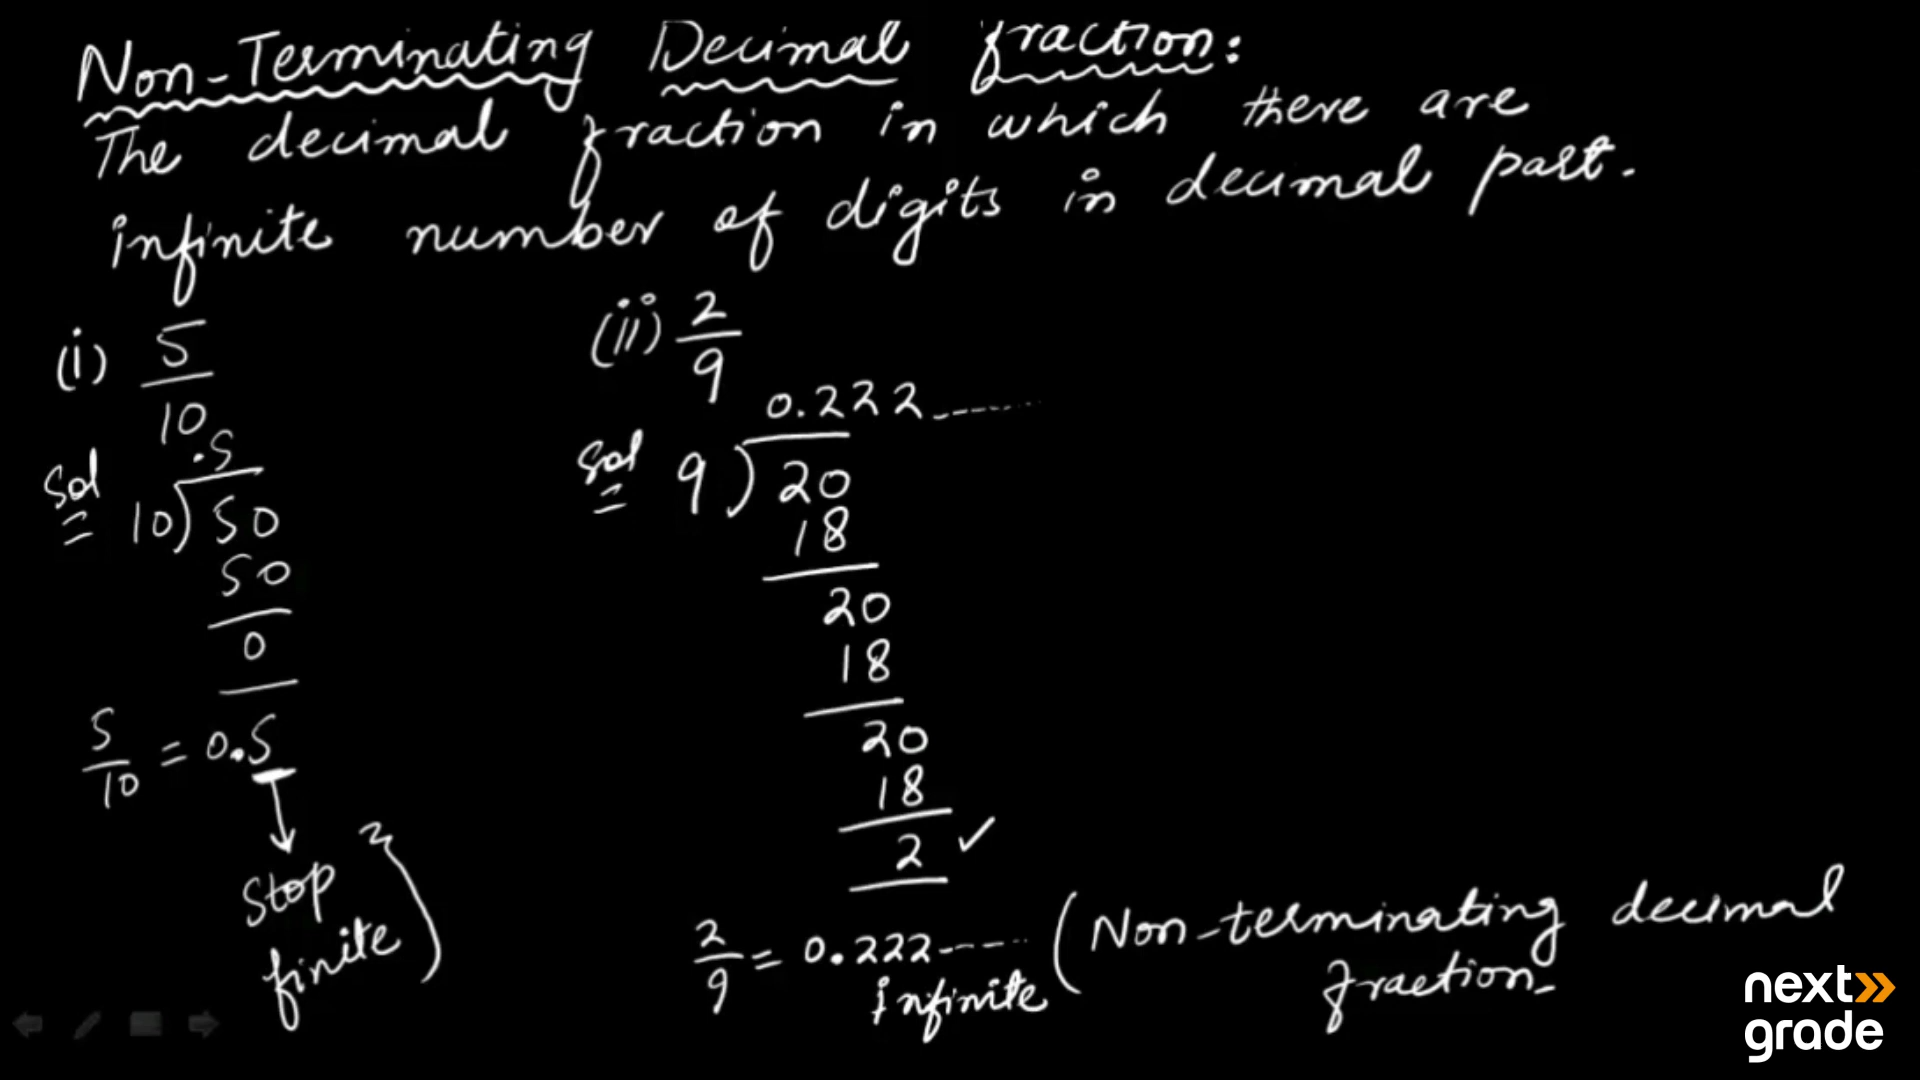 Non-Terminating Decimal fraction:
The decimal fraction in which there are
infinite number of digits in decimal part.
(i) 5/10
Sol
.5
10)50
50
0
5/10 = 0.5
Stop
finite
(ii) 2/9
Sol
0.222-----
9)20
18
20
18
20
18
2 ✓
2/9 = 0.222----- (Non-terminating decimal
infinite
fraction.
next»
grade